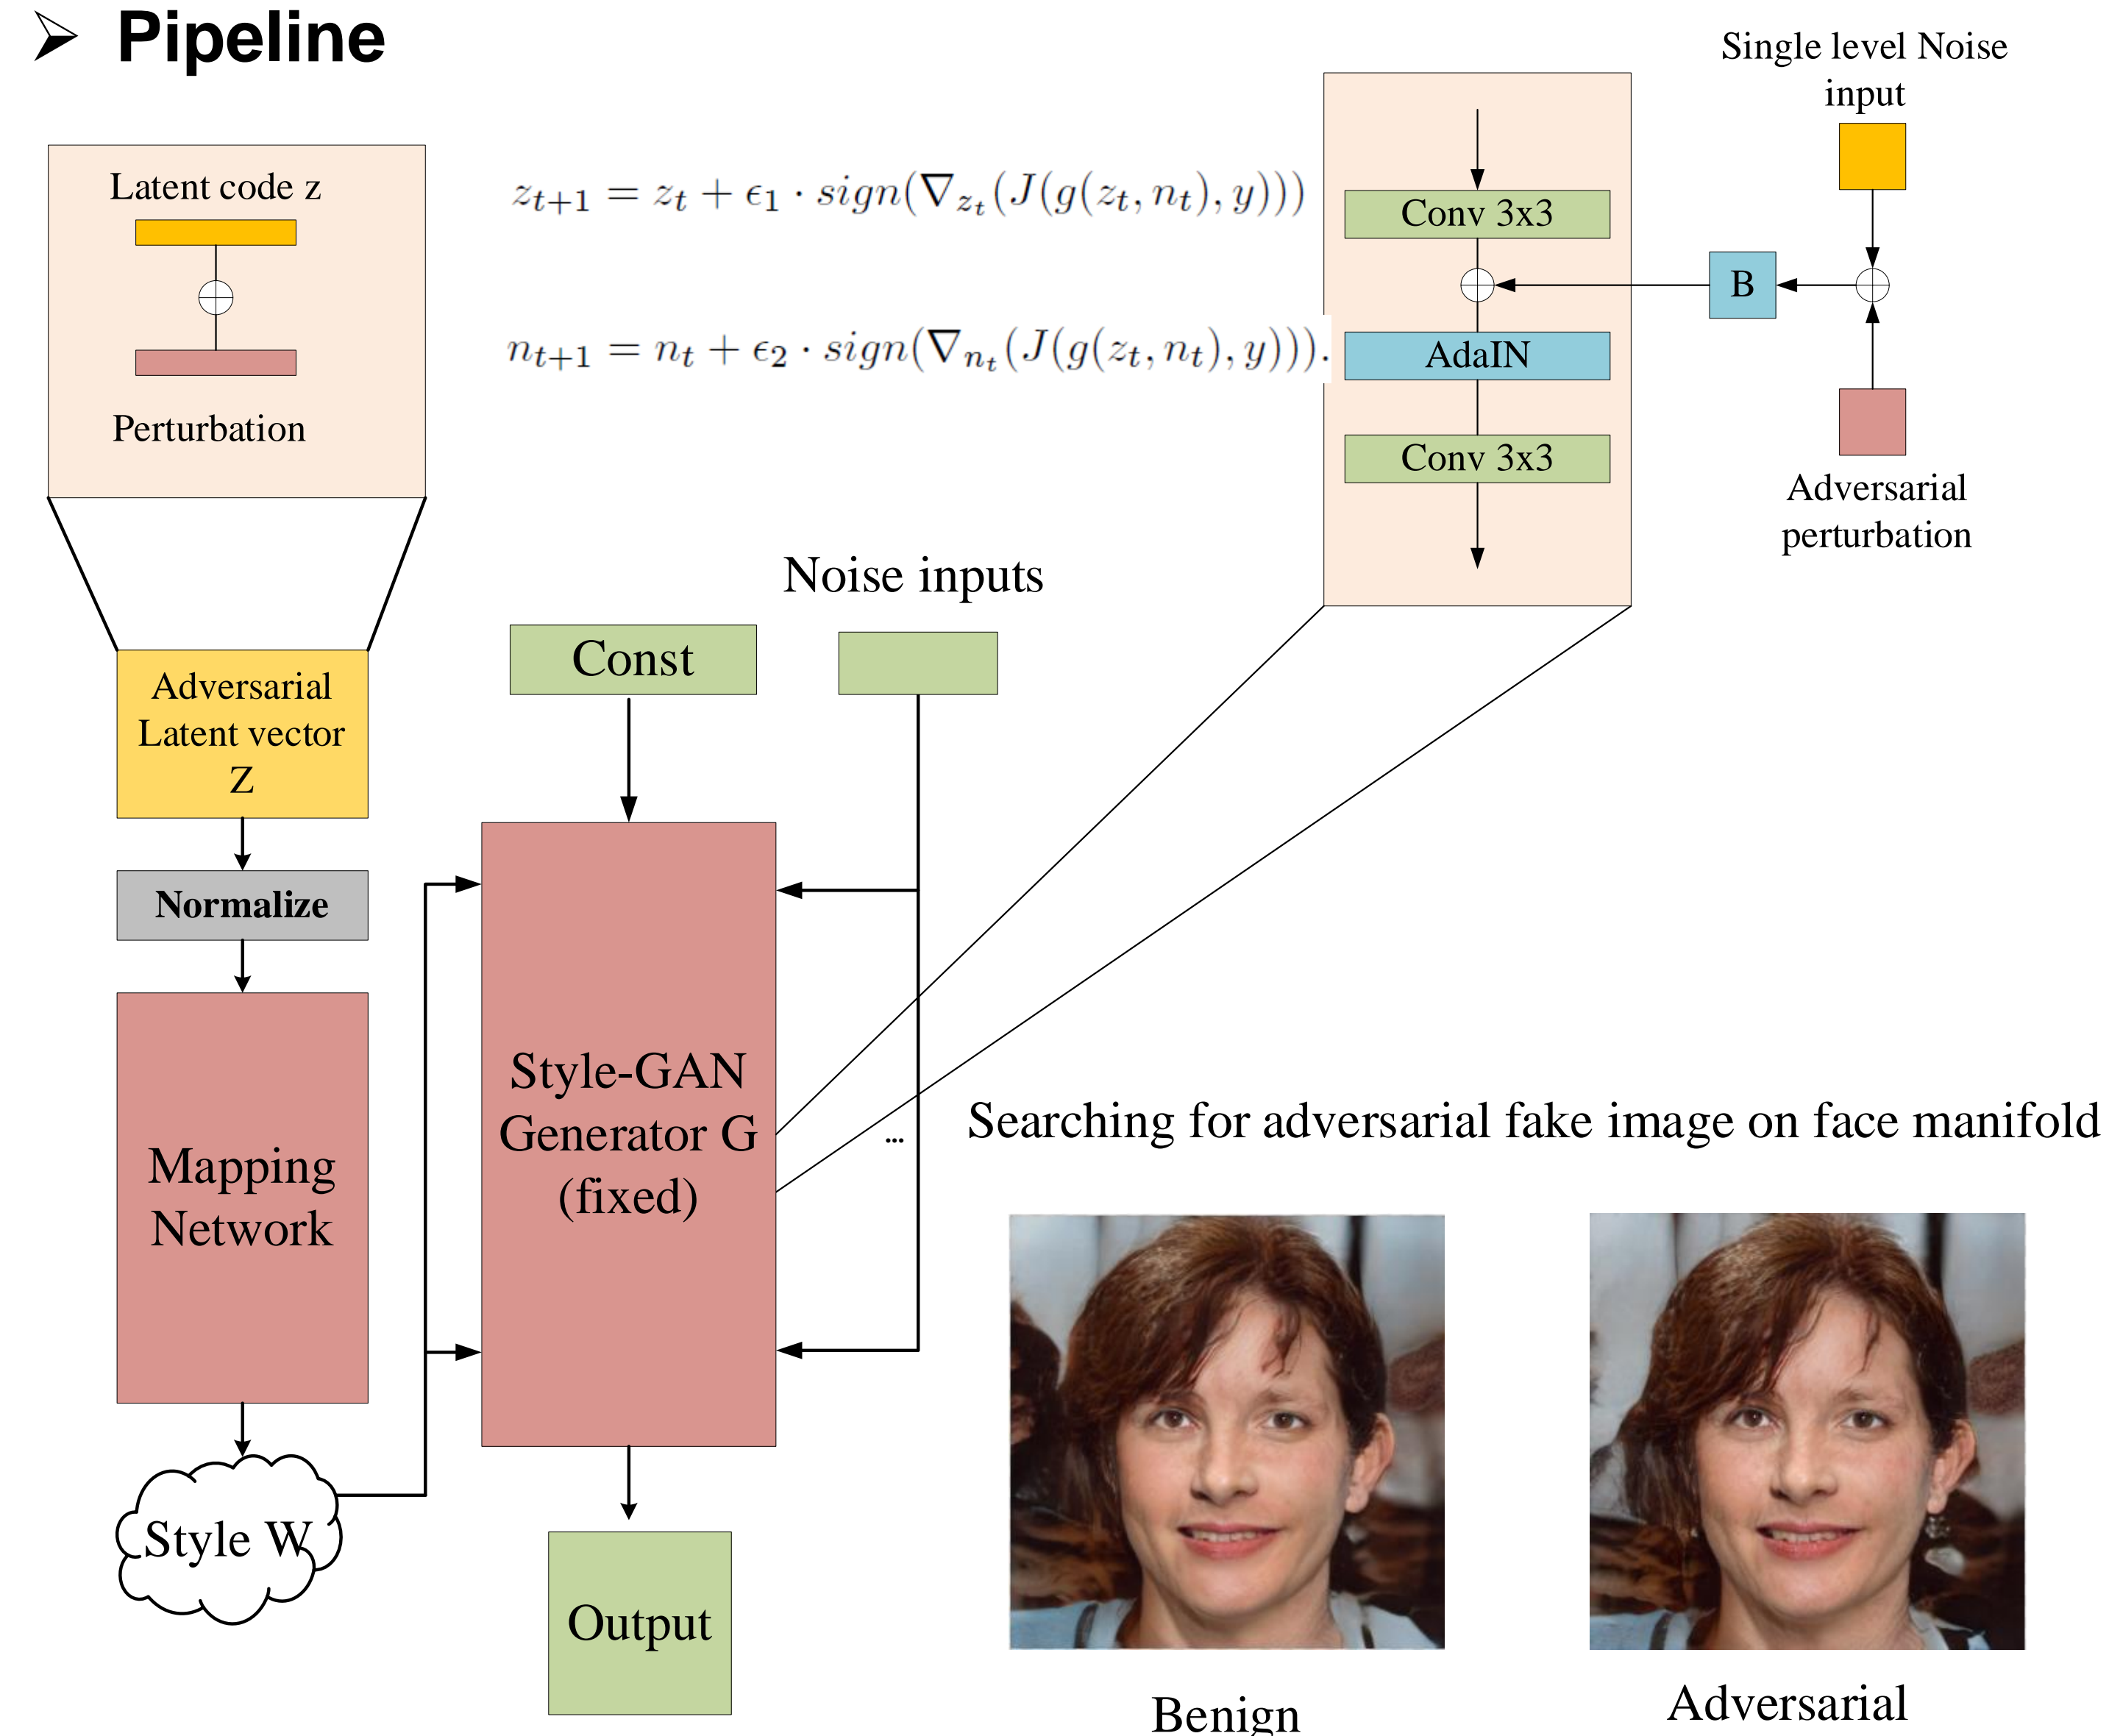 ➢ Pipeline
Single level Noise
input
Latent code z
Perturbation
z_{t+1} = z_t + ϵ_1 · sign(∇_{z_t}(J(g(z_t, n_t), y)))
n_{t+1} = n_t + ϵ_2 · sign(∇_{n_t}(J(g(z_t, n_t), y))).
Conv 3x3
B
AdaIN
Conv 3x3
Adversarial
perturbation
Noise inputs
Const
Adversarial
Latent vector
Z
Normalize
Mapping
Network
Style W
Style-GAN
Generator G
(fixed)
...
Output
Searching for adversarial fake image on face manifold
Benign
Adversarial